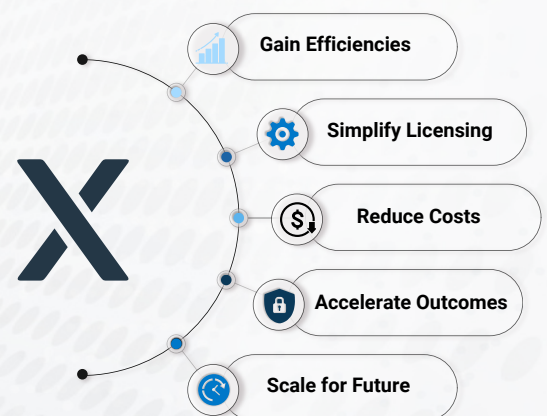 X
Gain Efficiencies
Simplify Licensing
$
Reduce Costs
Accelerate Outcomes
Scale for Future